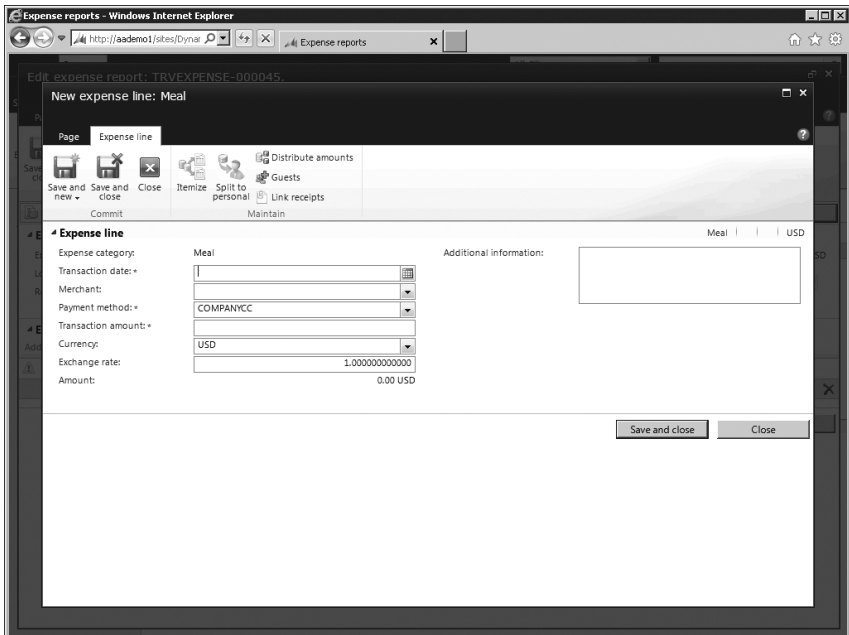 Expense reports - Windows Internet Explorer
http://aademo1/sites/Dynar
Expense reports
Edit expense report: TRVEXPENSE-000045.
New expense line: Meal
Page
Expense line
Save and new
Save and close
Close
Itemize
Split to personal
Distribute amounts
Guests
Link receipts
Commit
Maintain
Expense line
Meal
USD
Expense category:
Meal
Additional information:
Transaction date: *
Merchant:
Payment method: *
COMPANYCC
Transaction amount: *
Currency:
USD
Exchange rate:
1.000000000000
Amount:
0.00 USD
Save and close
Close